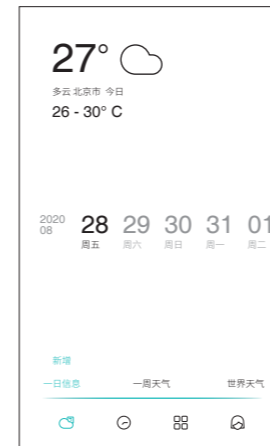 27°
多云 北京市 今日
26 - 30° C
2020
08
28 29 30 31 01
周五 周六 周日 周一 周二
新增
一日信息 一周天气 世界天气